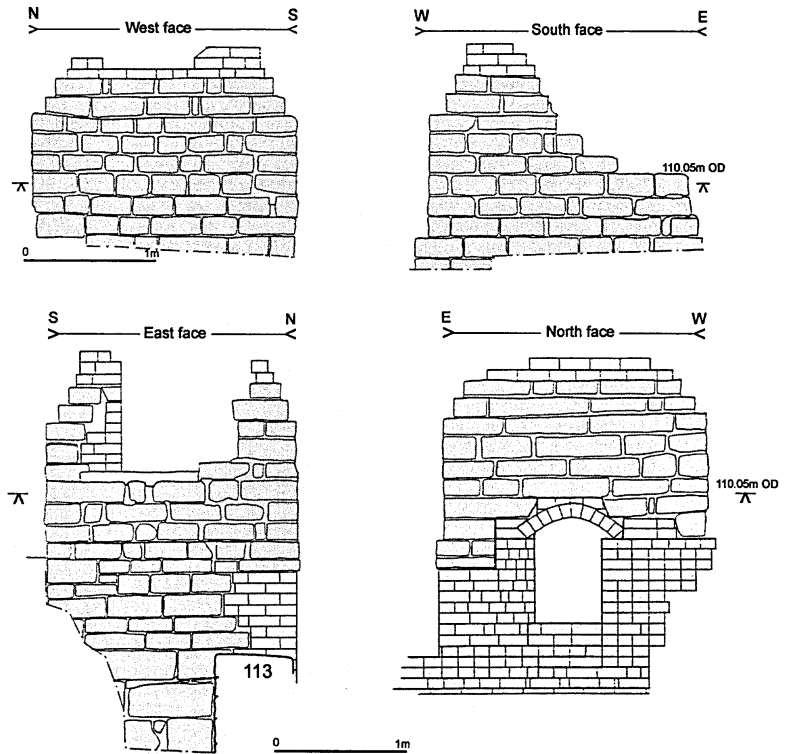 N West face S
W South face E
110.05m OD
0 1m
S East face N
E North face W
110.05m OD
113
0 1m